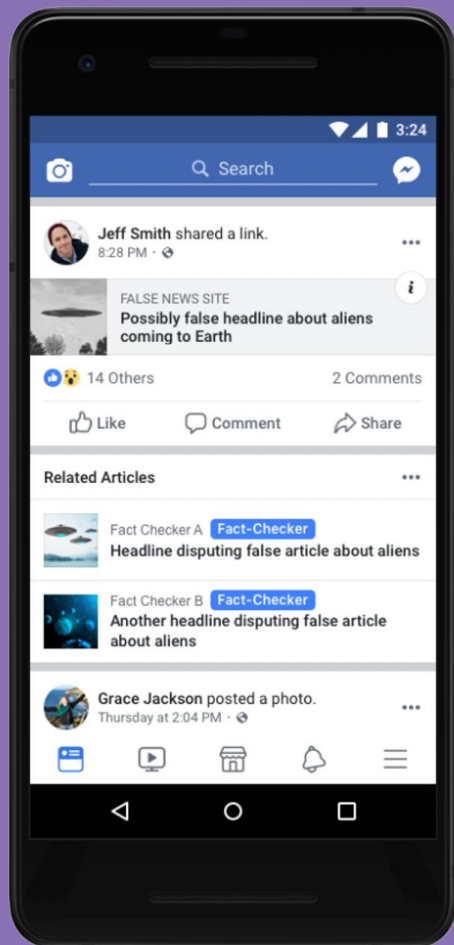 3:24
Search
Jeff Smith shared a link.
8:28 PM ·
FALSE NEWS SITE
i
Possibly false headline about aliens
coming to Earth
14 Others 2 Comments
Like Comment Share
Related Articles
Fact Checker A Fact-Checker
Headline disputing false article about aliens
Fact Checker B Fact-Checker
Another headline disputing false article
about aliens
Grace Jackson posted a photo.
Thursday at 2:04 PM ·